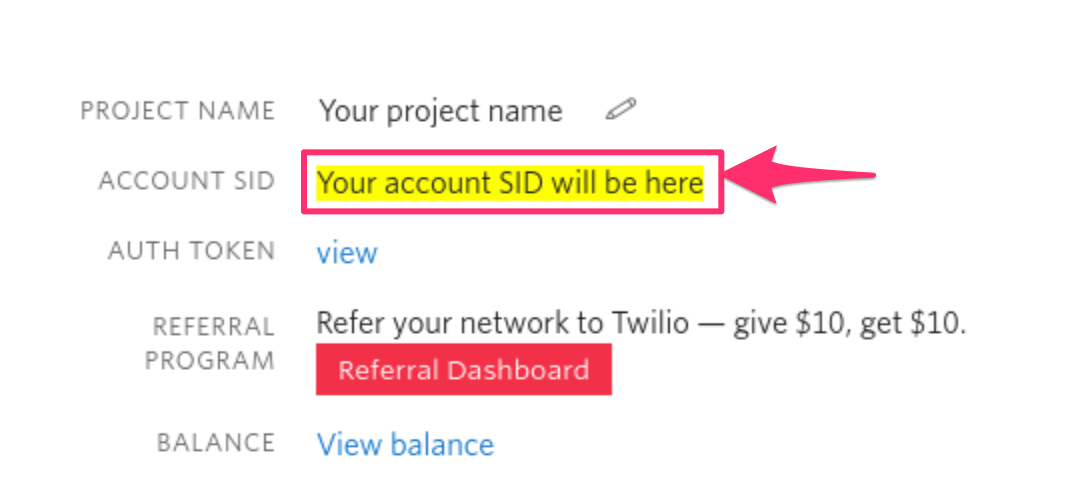 PROJECT NAME Your project name
ACCOUNT SID Your account SID will be here
AUTH TOKEN view
REFERRAL PROGRAM Refer your network to Twilio — give $10, get $10.
Referral Dashboard
BALANCE View balance